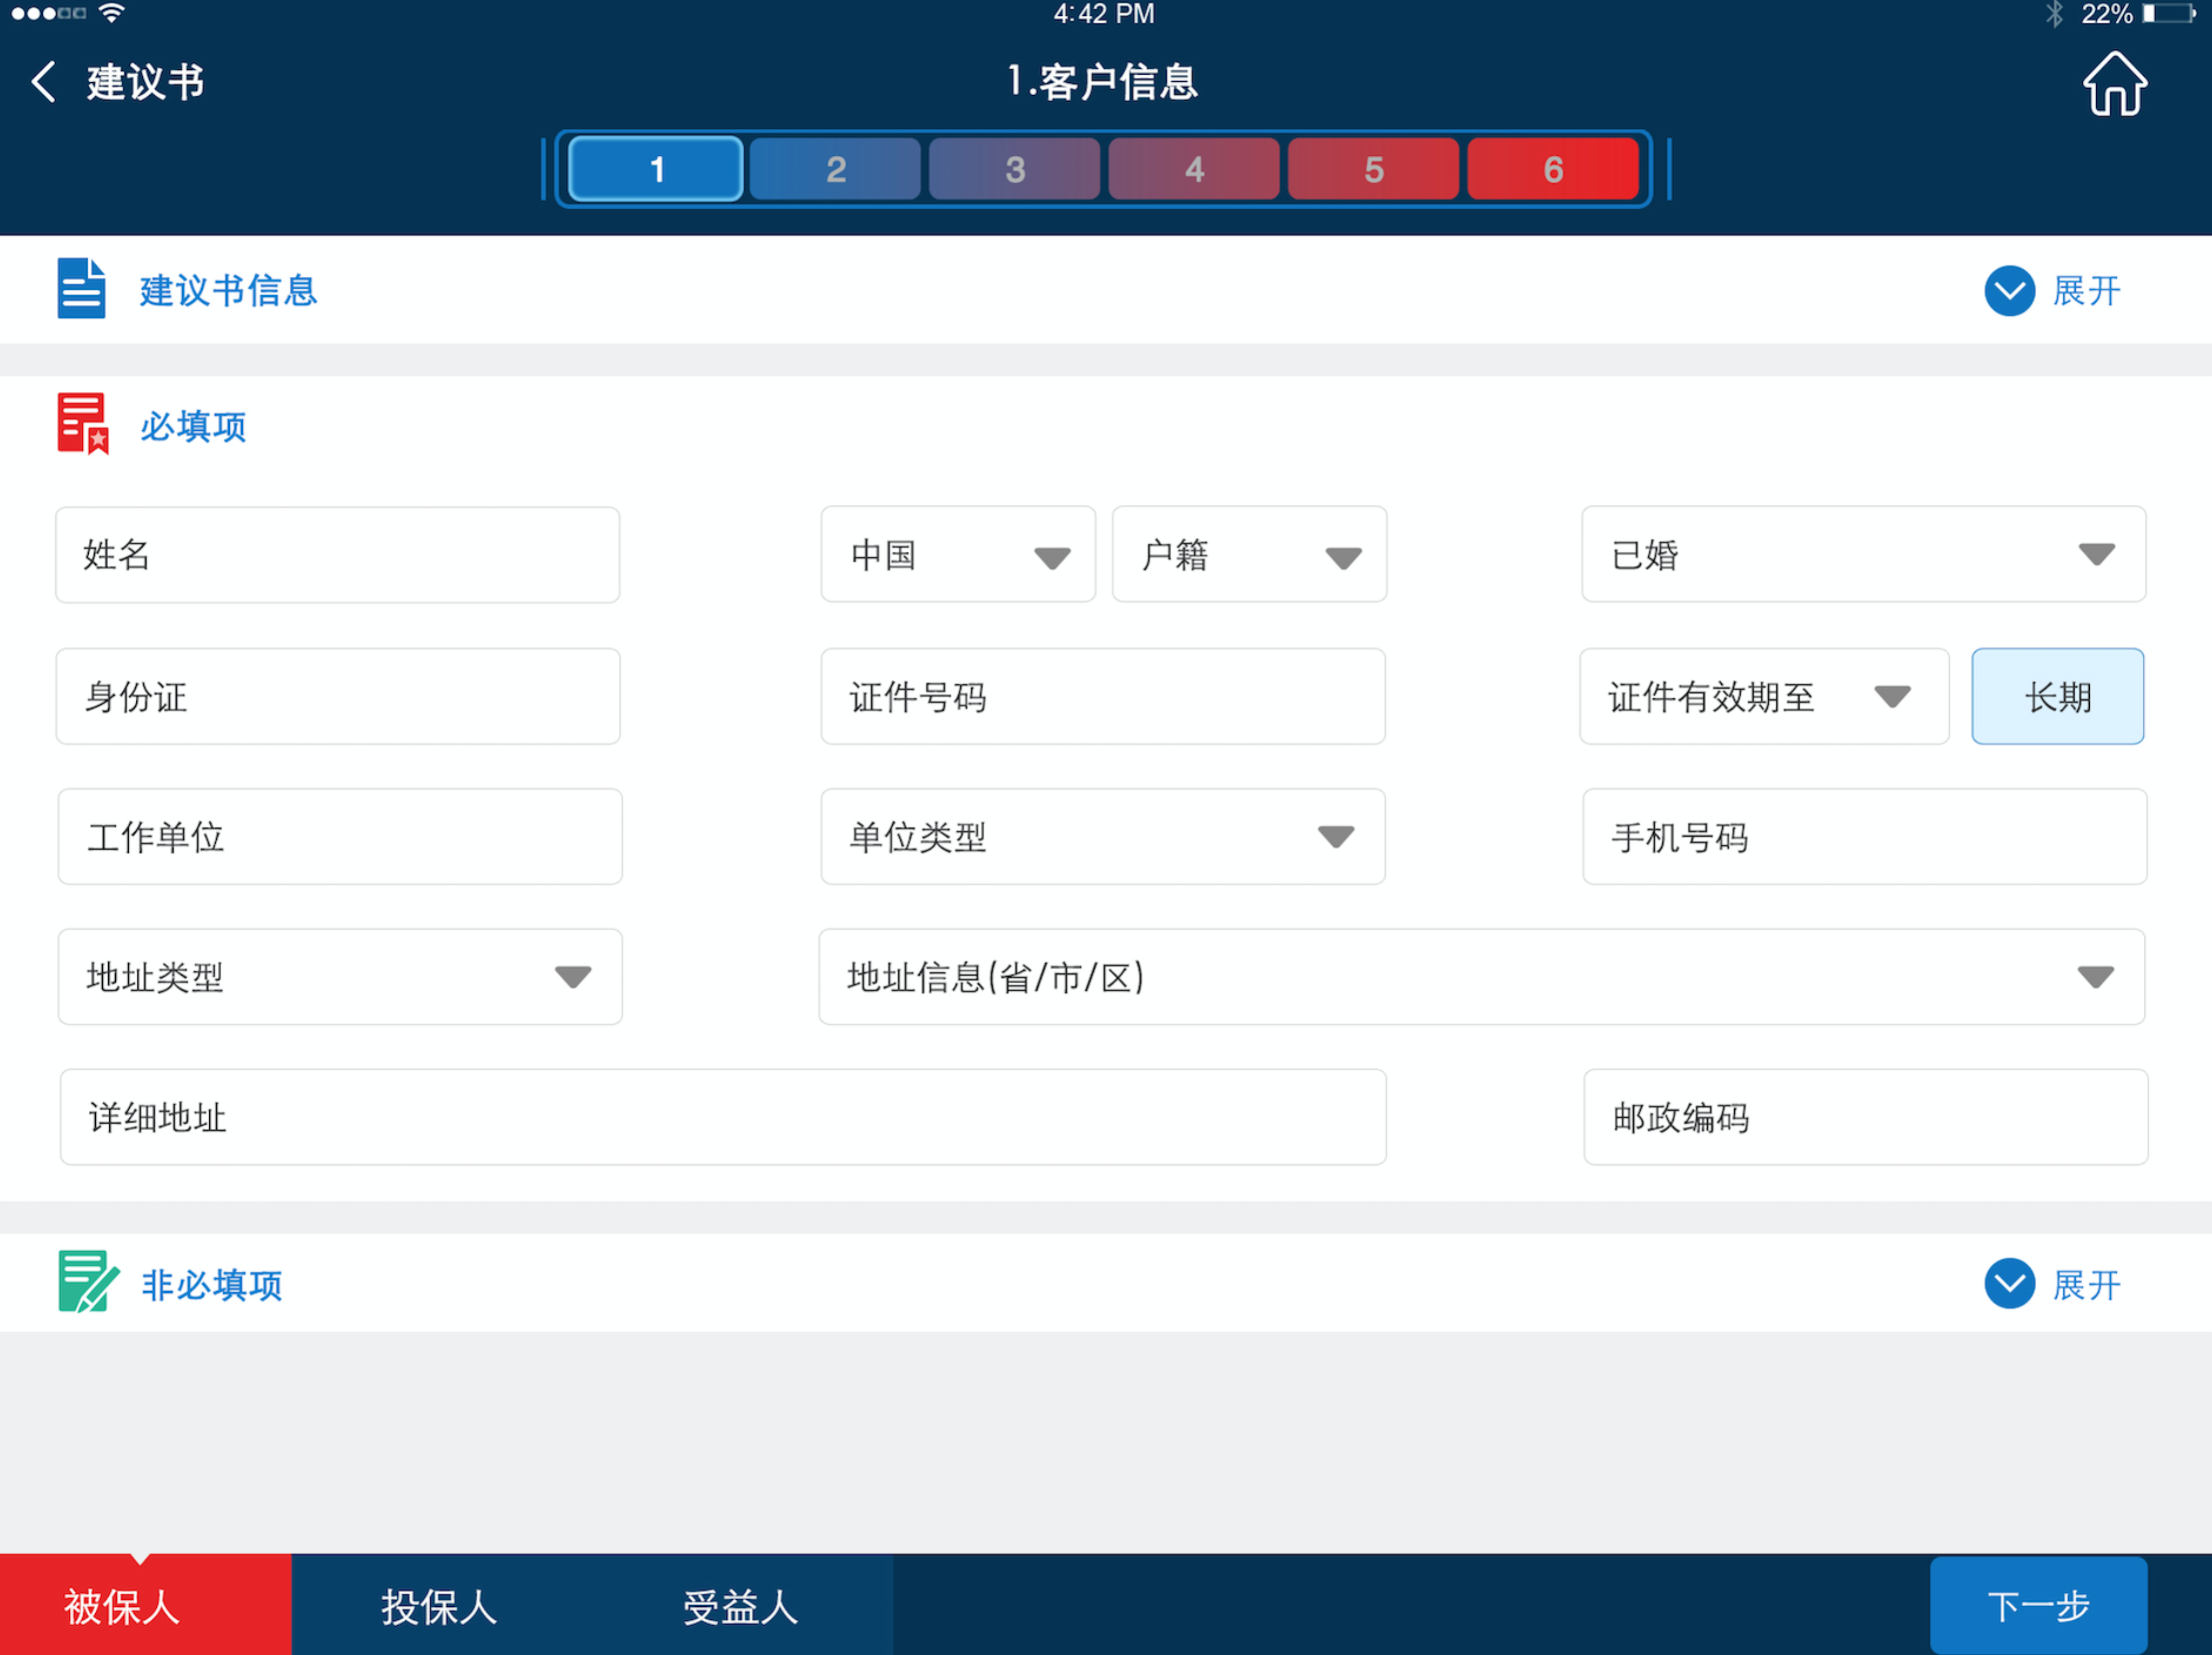 4:42 PM
22%
建议书
1.客户信息
1 2 3 4 5 6
建议书信息 展开
必填项
姓名 中国 户籍 已婚
身份证 证件号码 证件有效期至 长期
工作单位 单位类型 手机号码
地址类型 地址信息(省/市/区)
详细地址 邮政编码
非必填项 展开
被保人 投保人 受益人 下一步